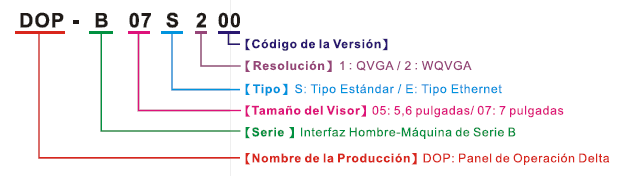 DOP - B 07 S 2 00
【Código de la Versión】
【Resolución】 1 : QVGA / 2 : WQVGA
【Tipo】 S: Tipo Estándar / E: Tipo Ethernet
【Tamaño del Visor】 05: 5,6 pulgadas/ 07: 7 pulgadas
【Serie 】 Interfaz Hombre-Máquina de Serie B
【Nombre de la Producción】 DOP: Panel de Operación Delta